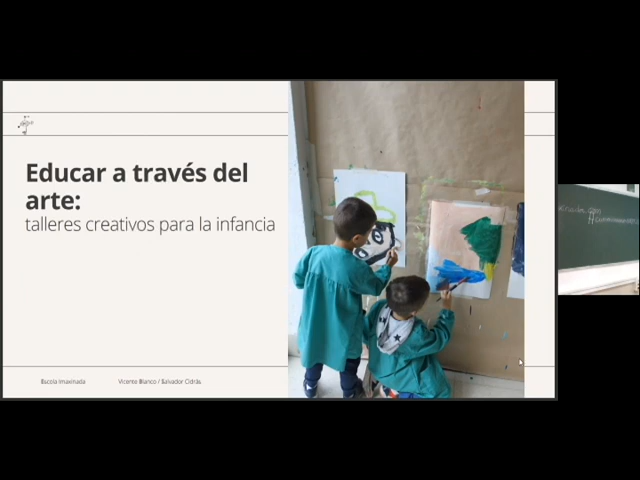 Educar a través del
arte:
talleres creativos para la infancia
Escola Imaxinada
Vicente Blanco / Salvador Cidrás